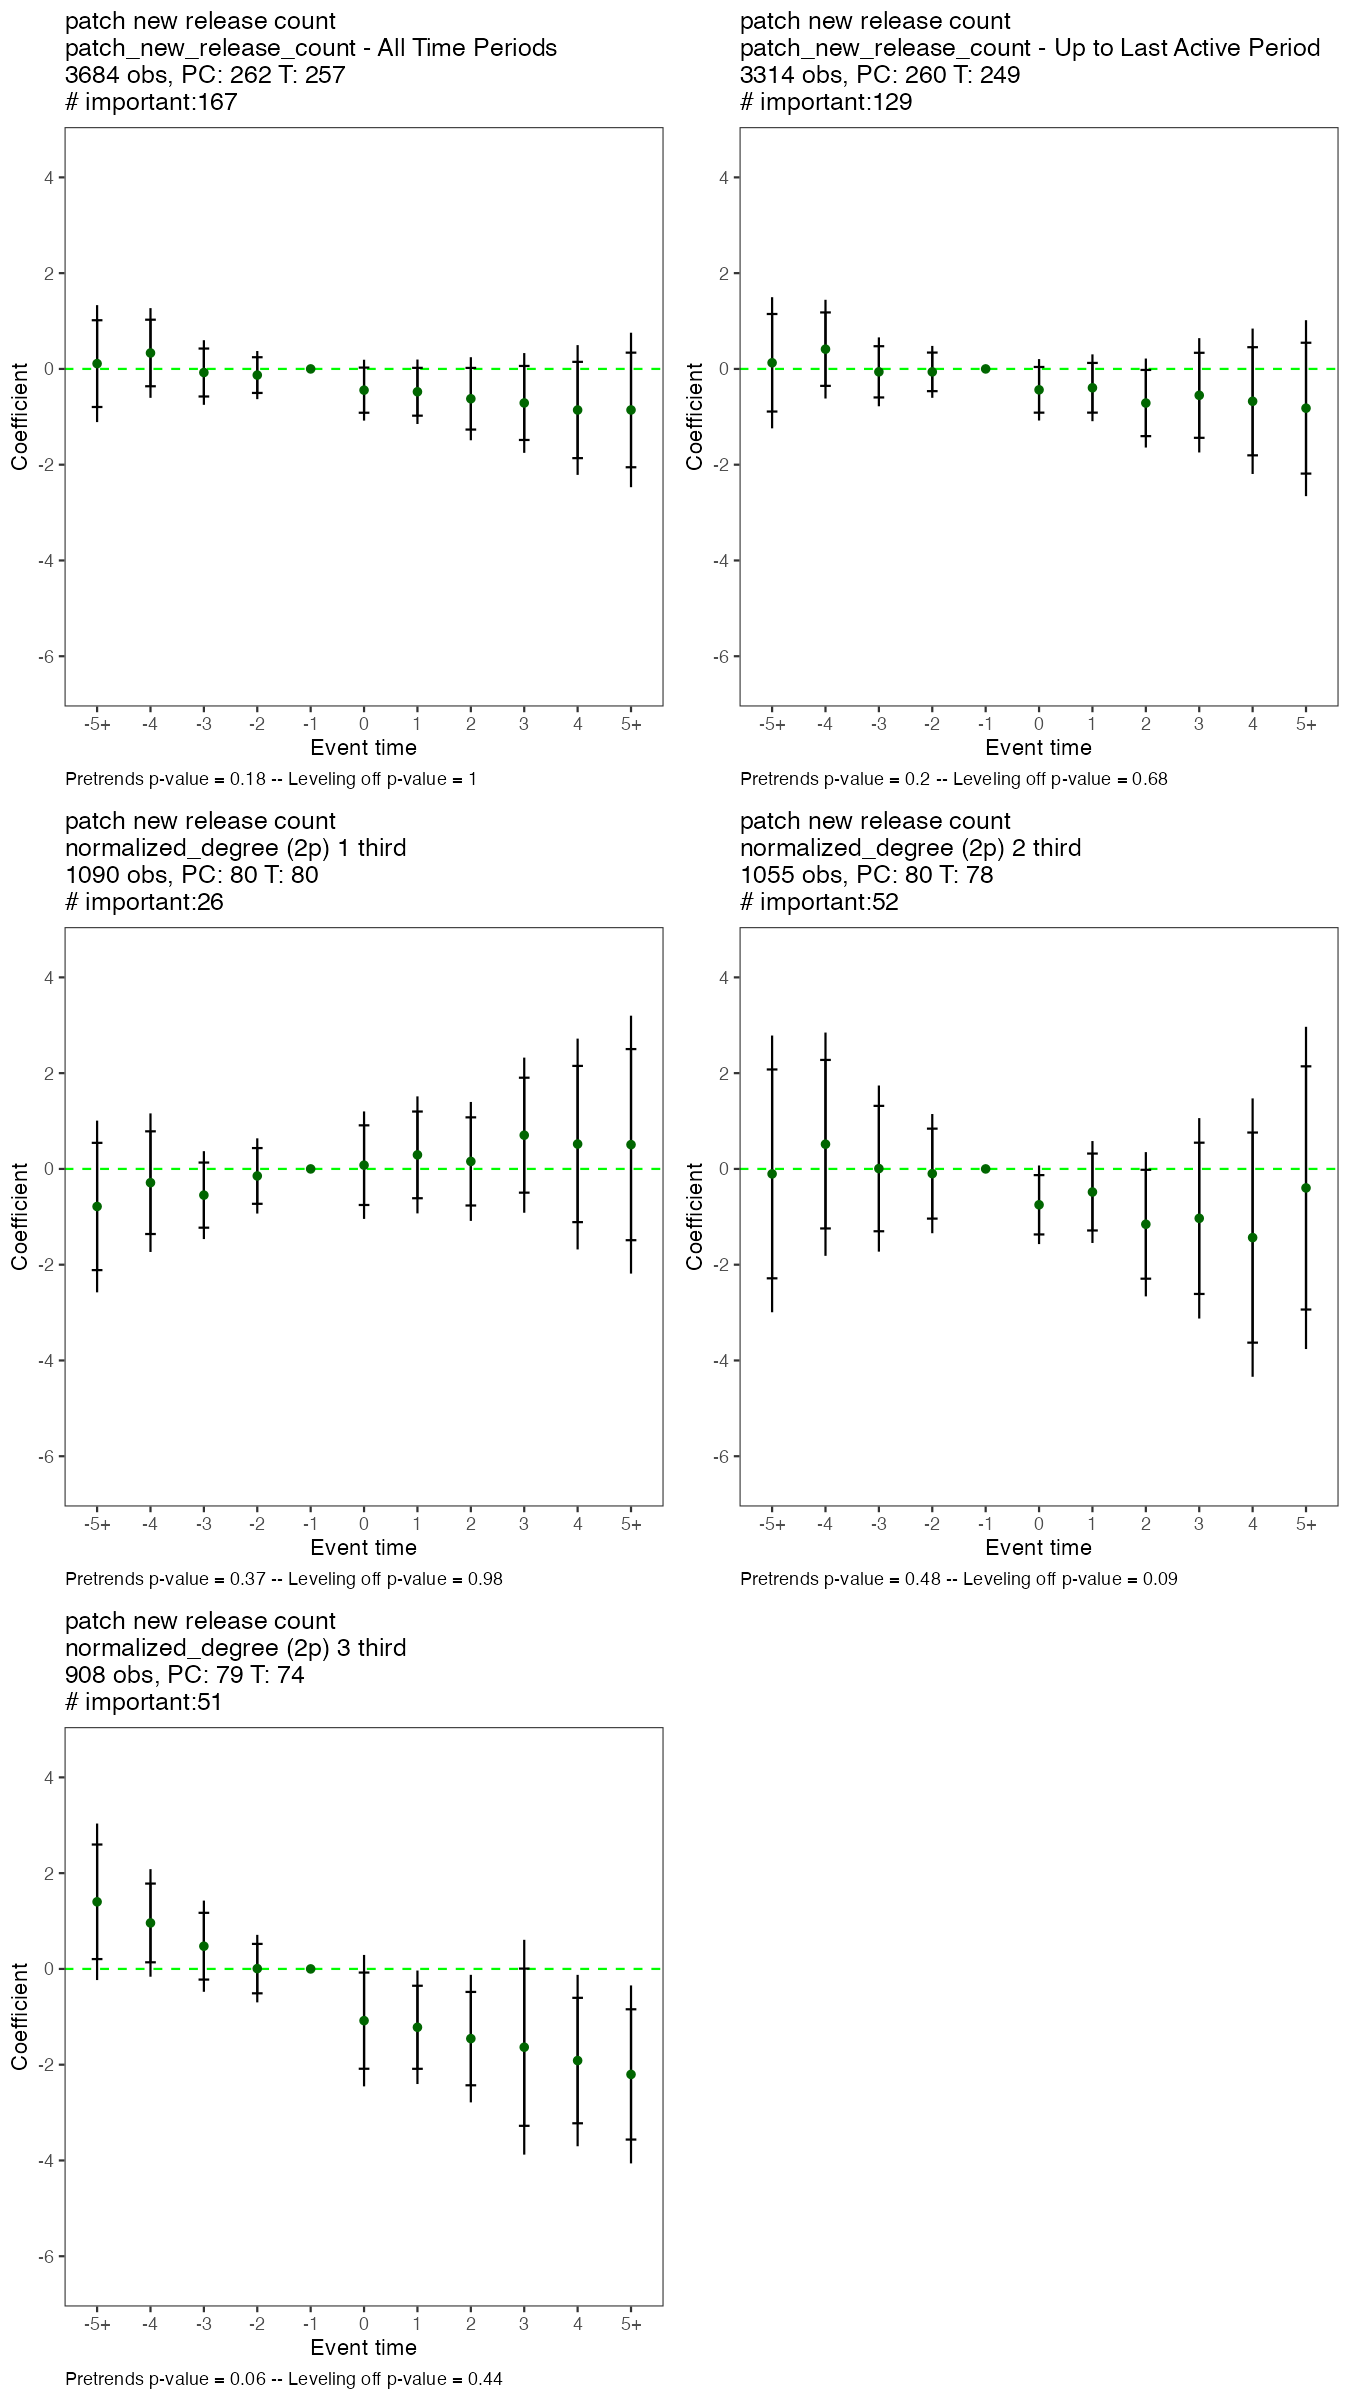 patch new release count
patch_new_release_count - All Time Periods
3684 obs, PC: 262 T: 257
# important:167
4
2
0
-2
-4
-6
Coefficient
-5+ -4 -3 -2 -1 0 1 2 3 4 5+
Event time
Pretrends p-value = 0.18 -- Leveling off p-value = 1
patch new release count
patch_new_release_count - Up to Last Active Period
3314 obs, PC: 260 T: 249
# important:129
4
2
0
-2
-4
-6
Coefficient
-5+ -4 -3 -2 -1 0 1 2 3 4 5+
Event time
Pretrends p-value = 0.2 -- Leveling off p-value = 0.68
patch new release count
normalized_degree (2p) 1 third
1090 obs, PC: 80 T: 80
# important:26
4
2
0
-2
-4
-6
Coefficient
-5+ -4 -3 -2 -1 0 1 2 3 4 5+
Event time
Pretrends p-value = 0.37 -- Leveling off p-value = 0.98
patch new release count
normalized_degree (2p) 2 third
1055 obs, PC: 80 T: 78
# important:52
4
2
0
-2
-4
-6
Coefficient
-5+ -4 -3 -2 -1 0 1 2 3 4 5+
Event time
Pretrends p-value = 0.48 -- Leveling off p-value = 0.09
patch new release count
normalized_degree (2p) 3 third
908 obs, PC: 79 T: 74
# important:51
4
2
0
-2
-4
-6
Coefficient
-5+ -4 -3 -2 -1 0 1 2 3 4 5+
Event time
Pretrends p-value = 0.06 -- Leveling off p-value = 0.44